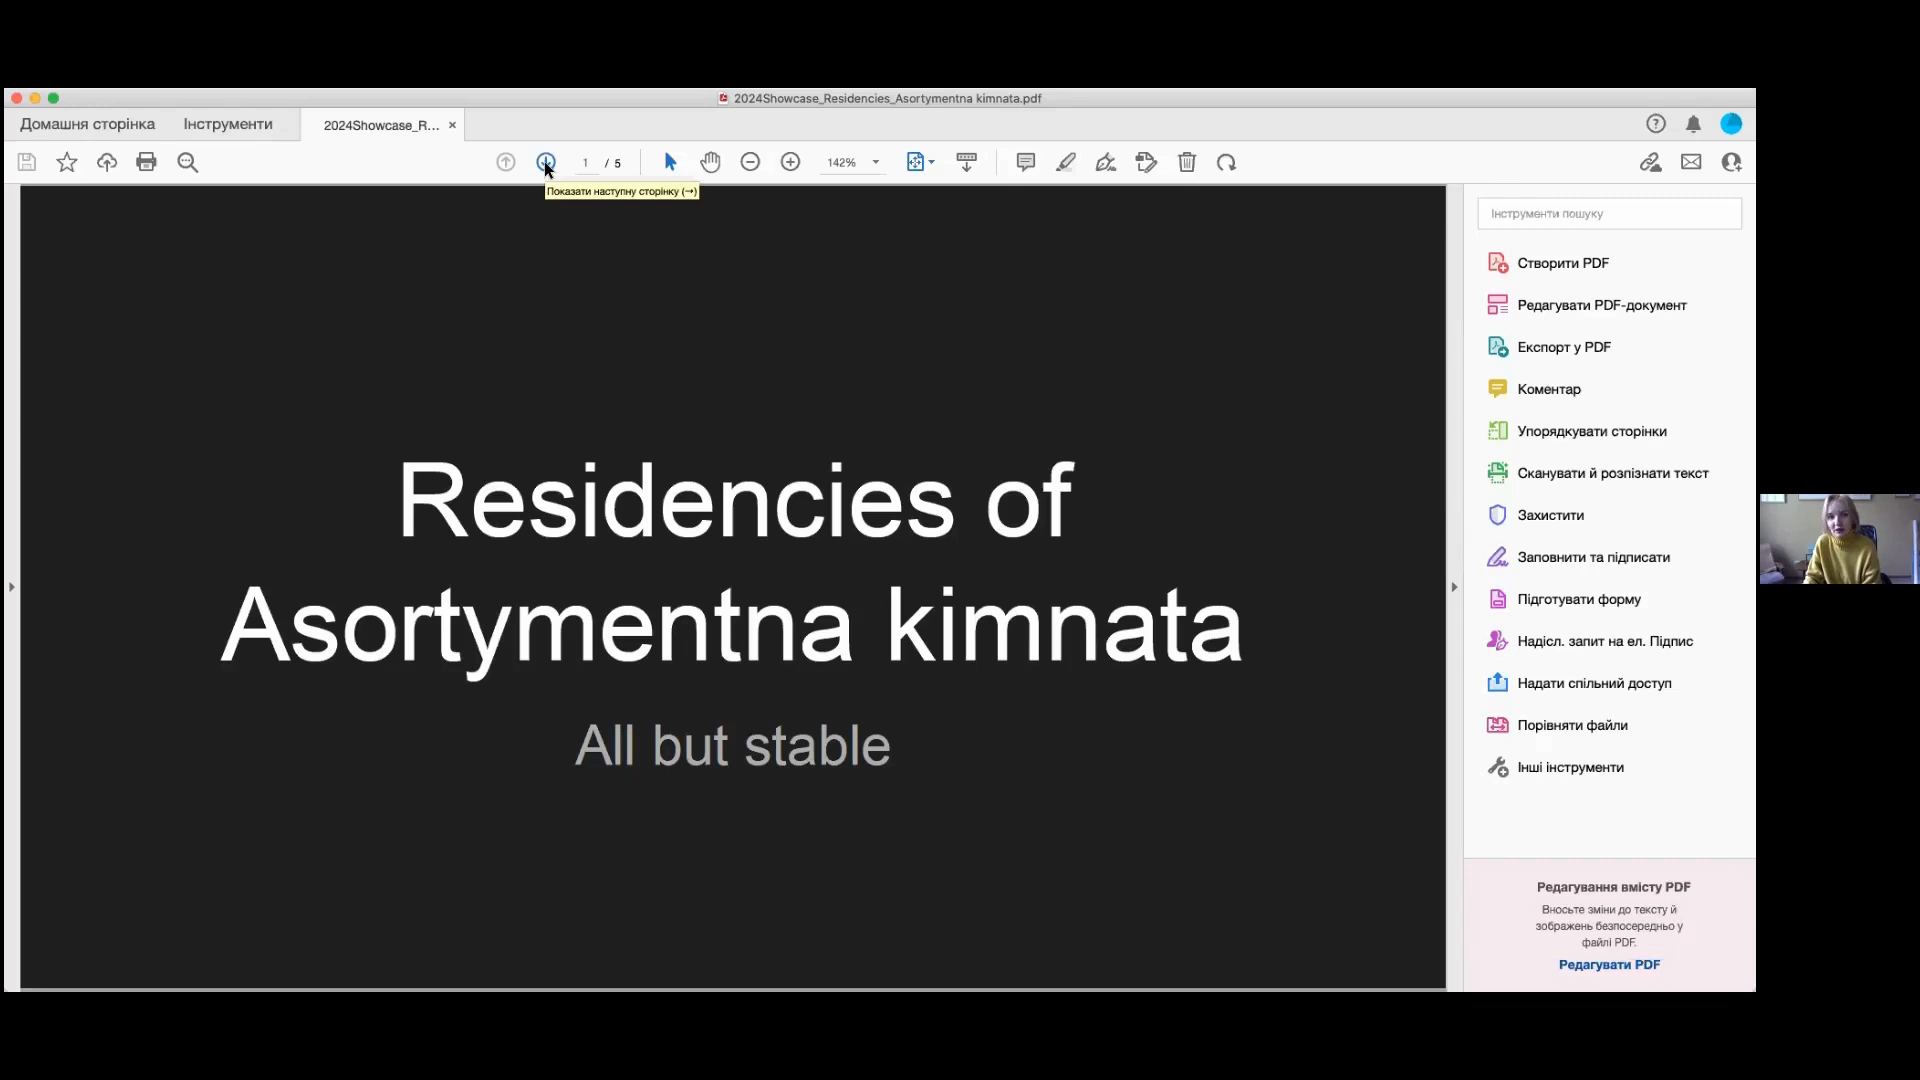 2024Showcase_Residencies_Asortymentna kimnata.pdf
Домашня сторінка
Інструменти
2024Showcase_R... ×
1 / 5
142%
Показати наступну сторінку (→)
Residencies of
Asortymentna kimnata
All but stable
Інструменти пошуку
Створити PDF
Редагувати PDF-документ
Експорт у PDF
Коментар
Упорядкувати сторінки
Сканувати й розпізнати текст
Захистити
Заповнити та підписати
Підготувати форму
Надісл. запит на ел. Підпис
Надати спільний доступ
Порівняти файли
Інші інструменти
Редагування вмісту PDF
Вносьте зміни до тексту й
зображень безпосередньо у
файлі PDF.
Редагувати PDF